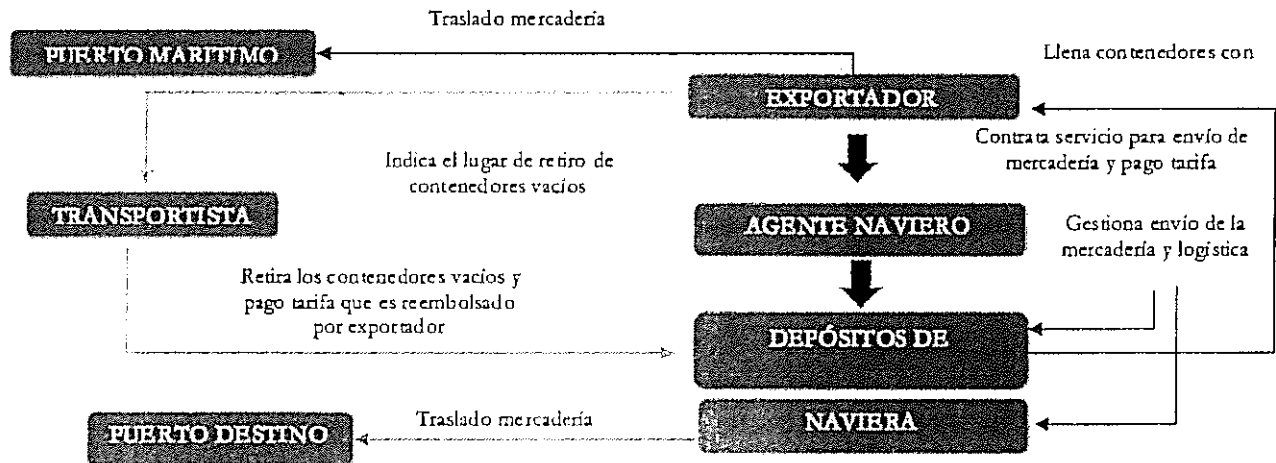 Traslado mercadería
PUERTO MARITIMO
Llena contenedores con
EXPORTADOR
Contrata servicio para envío de
mercadería y pago tarifa
Indica el lugar de retiro de
contenedores vacíos
TRANSPORTISTA
AGENTE NAVIERO
Gestiona envío de la
mercadería y logística
Retira los contenedores vacíos y
pago tarifa que es reembolsado
por exportador
DEPÓSITOS DE
Traslado mercadería
NAVIERA
PUERTO DESTINO